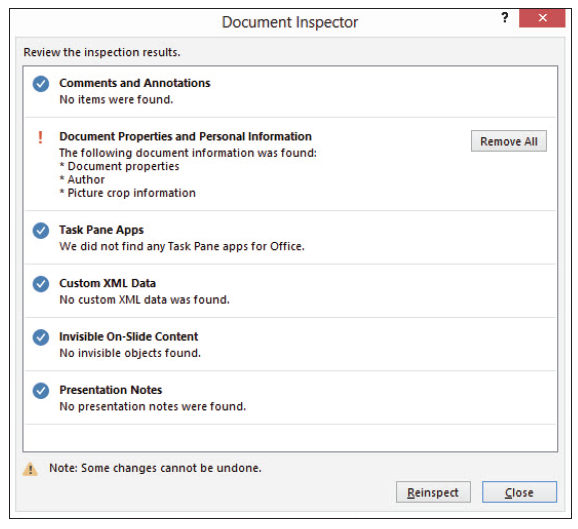 Document Inspector
?
×
Review the inspection results.
Comments and Annotations
No items were found.
!
Document Properties and Personal Information
Remove All
The following document information was found:
* Document properties
* Author
* Picture crop information
Task Pane Apps
We did not find any Task Pane apps for Office.
Custom XML Data
No custom XML data was found.
Invisible On-Slide Content
No invisible objects found.
Presentation Notes
No presentation notes were found.
Note: Some changes cannot be undone.
Reinspect
Close